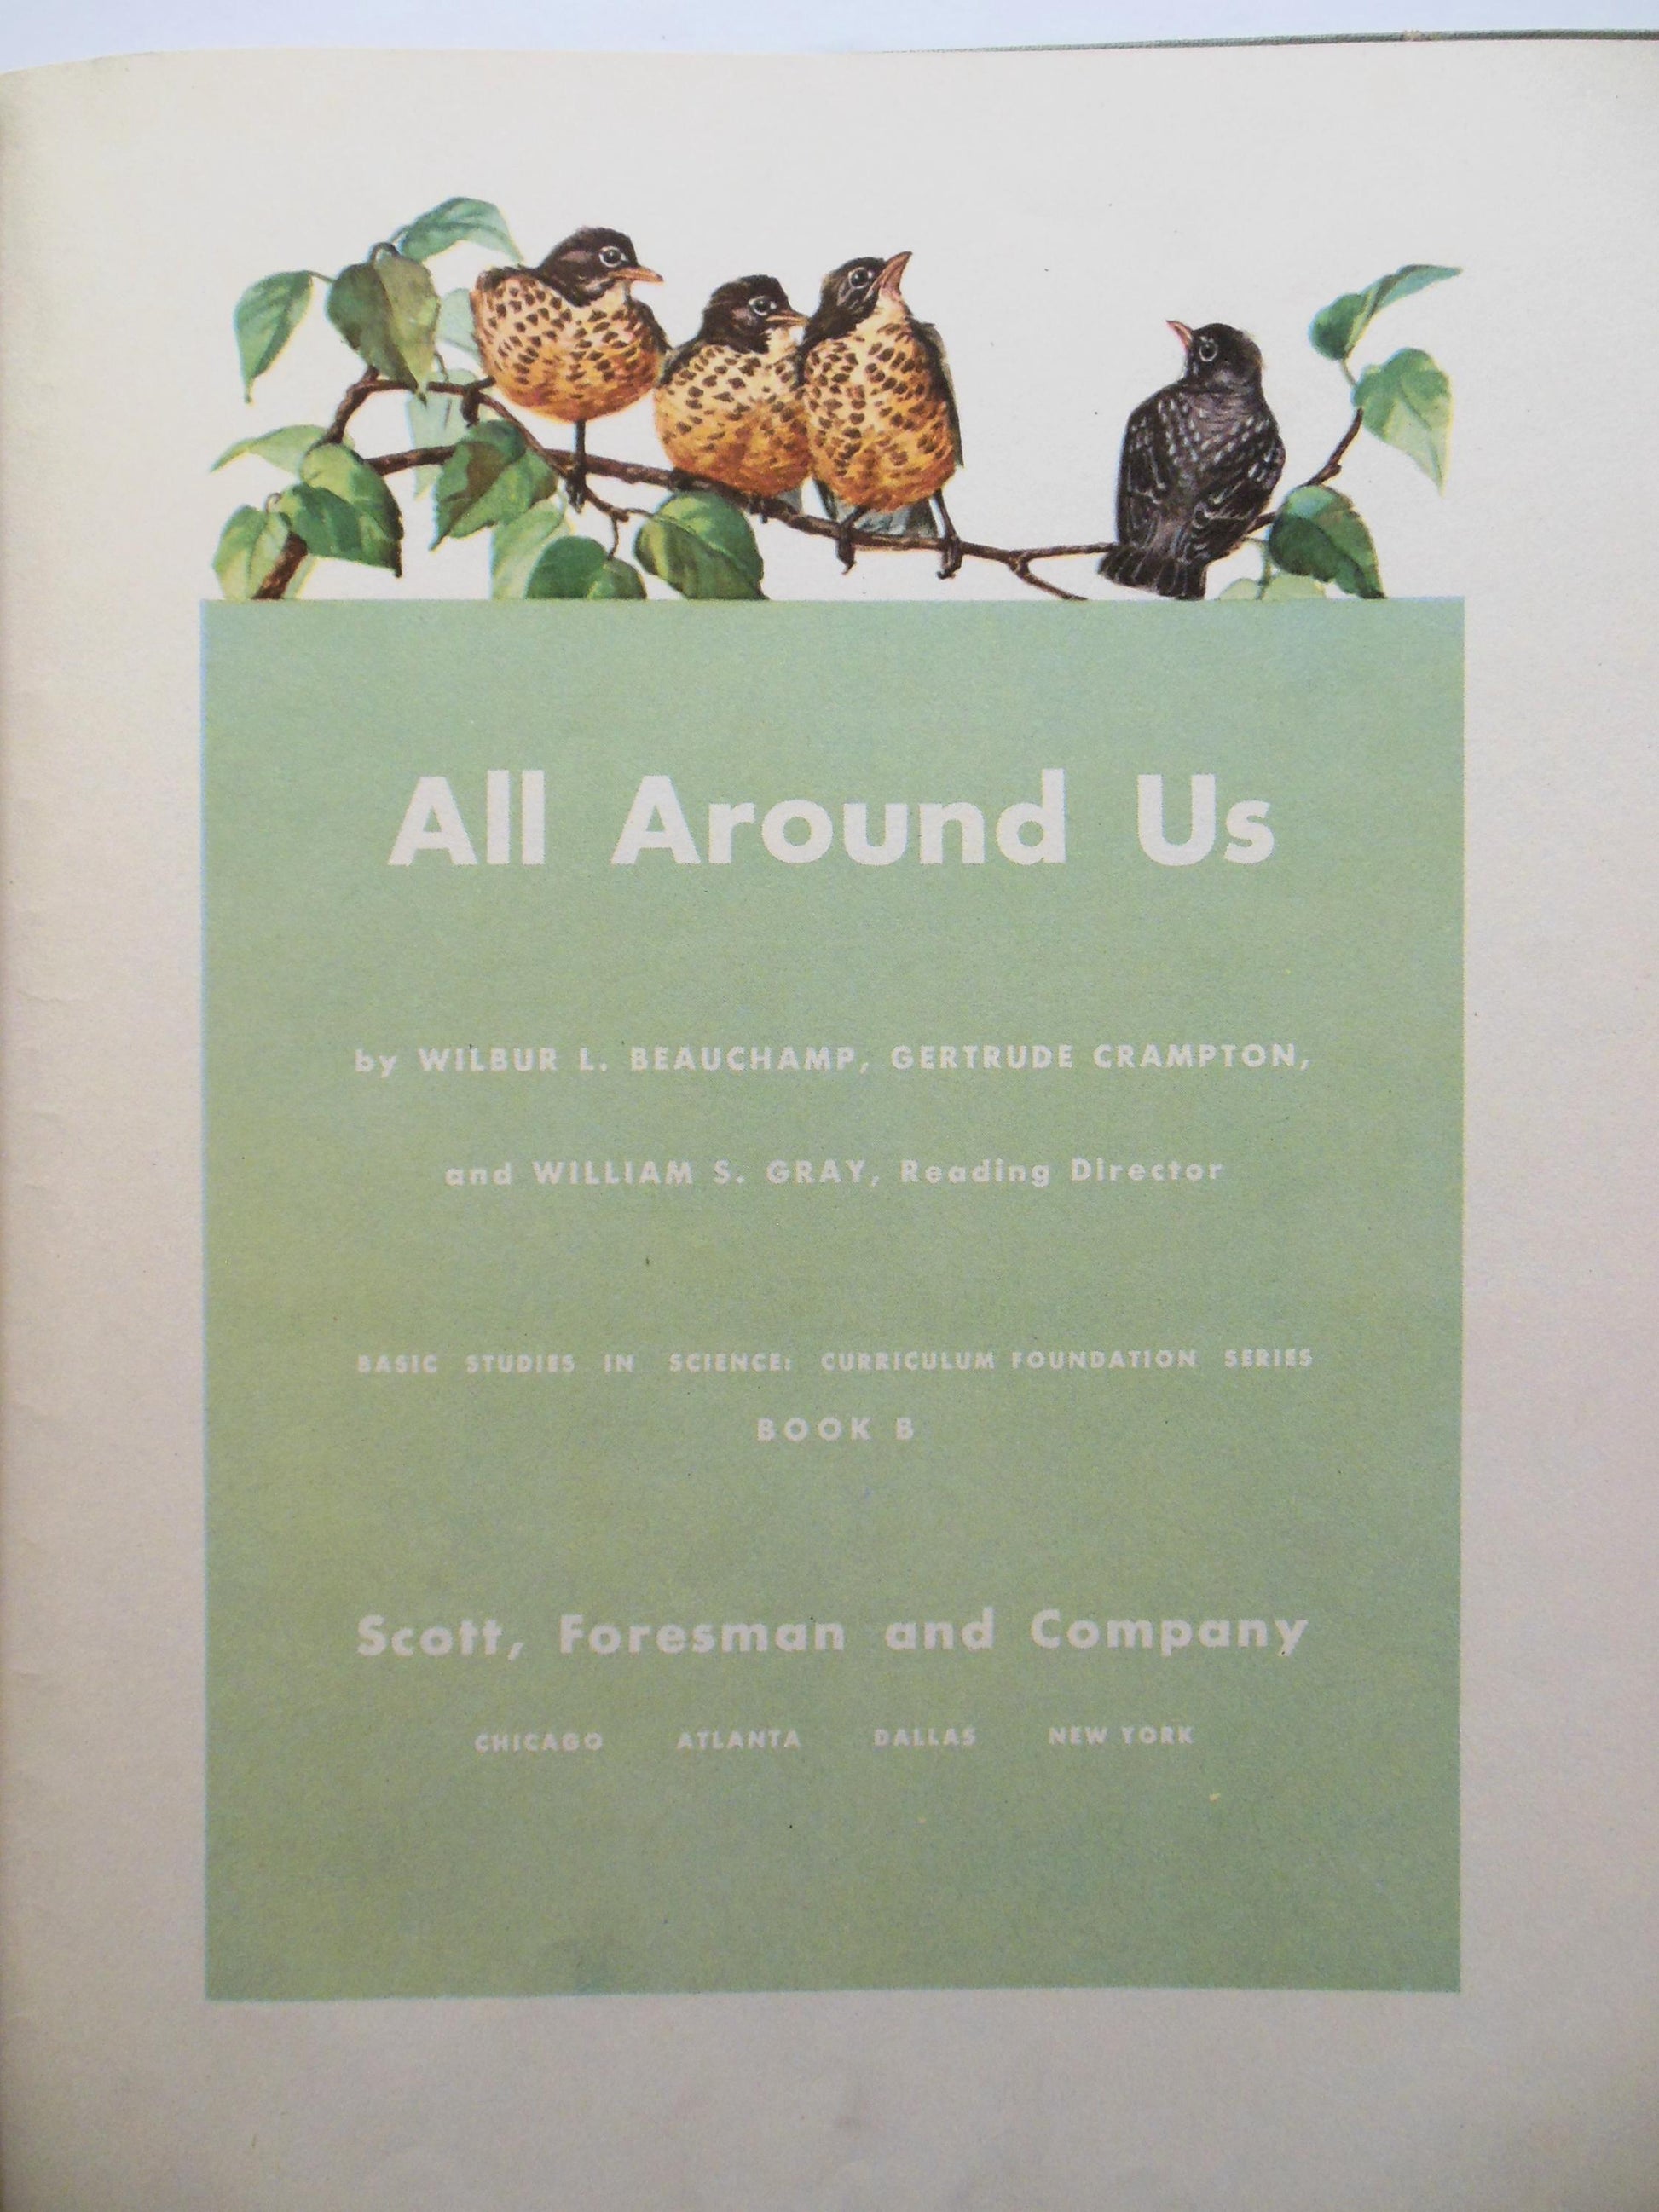 All Around Us
by WILBUR L. BEAUCHAMP, GERTRUDE CRAMPTON,
and WILLIAM S. GRAY, Reading Director
BASIC STUDIES IN SCIENCE: CURRICULUM FOUNDATION SERIES
BOOK B
Scott, Foresman and Company
CHICAGO ATLANTA DALLAS NEW YORK